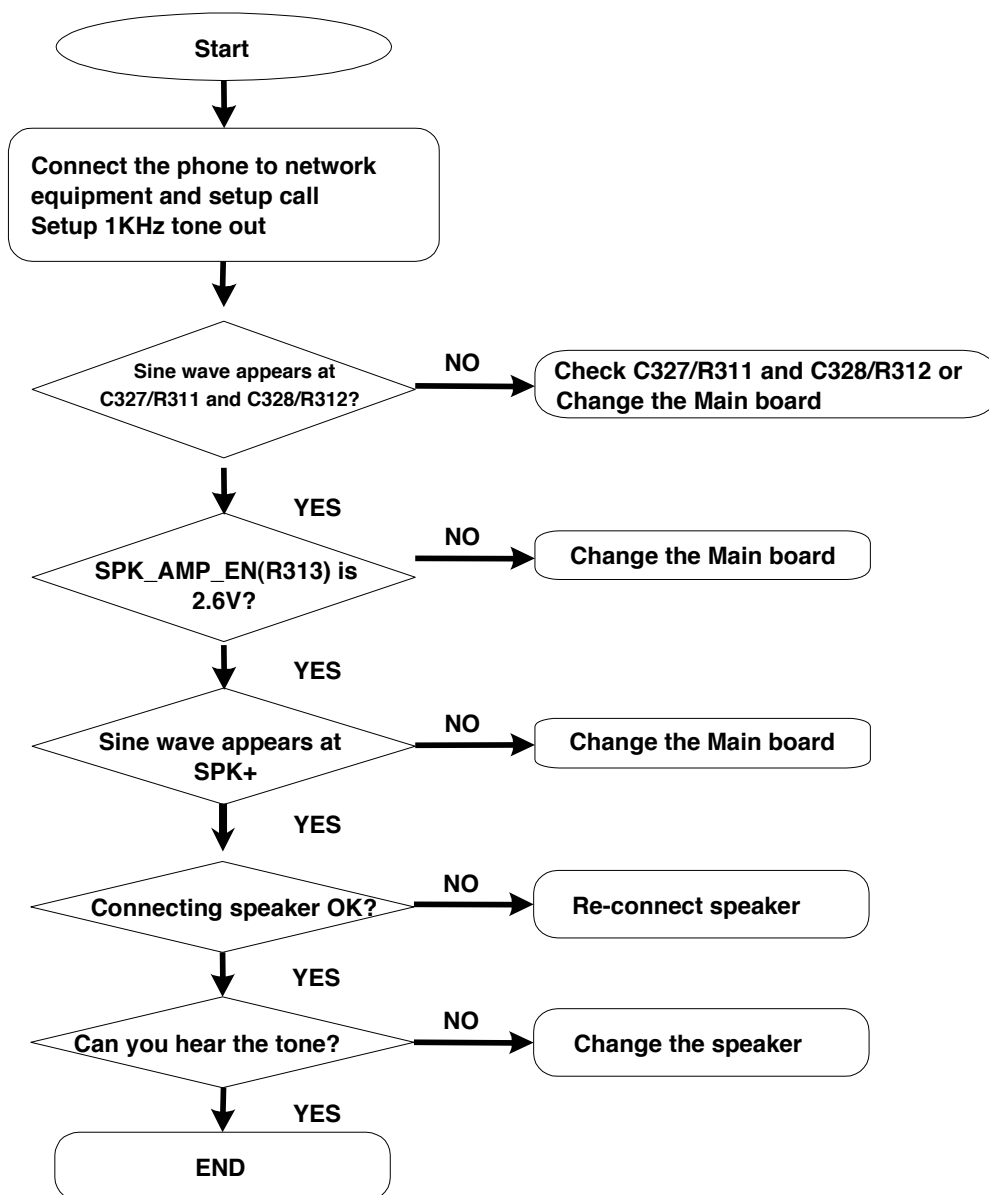 Start
Connect the phone to network
equipment and setup call
Setup 1KHz tone out
Sine wave appears at
C327/R311 and C328/R312?
NO
Check C327/R311 and C328/R312 or
Change the Main board
YES
SPK_AMP_EN(R313) is
2.6V?
NO
Change the Main board
YES
Sine wave appears at
SPK+
NO
Change the Main board
YES
Connecting speaker OK?
NO
Re-connect speaker
YES
Can you hear the tone?
NO
Change the speaker
YES
END